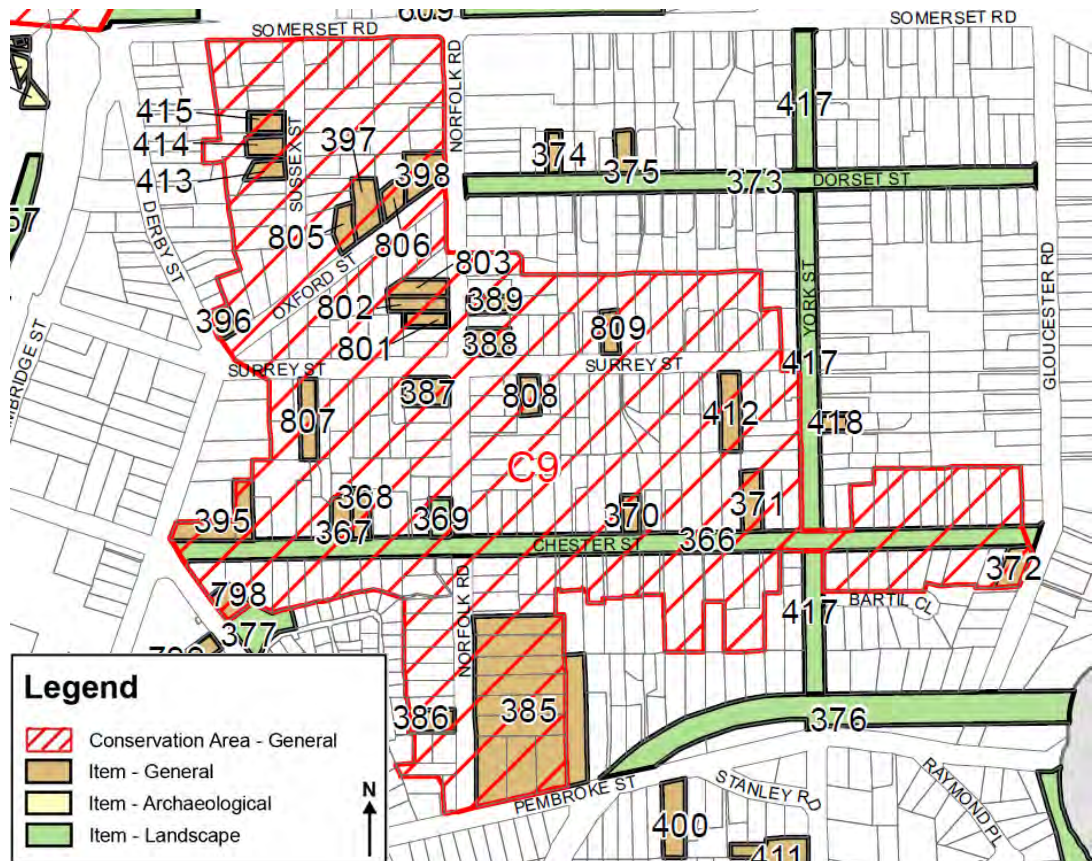 609
SOMERSET RD
SOMERSET RD
NORFOLK RD
415
414
413
SUSSEX ST
397
398
374
375
417
373
DORSET ST
DERBY ST
805
806
OXFORD ST
803
802
801
389
388
809
396
YORK ST
GLOUCESTER RD
SURREY ST
SURREY ST
417
807
387
808
412
418
C9
395
368
367
369
370
371
CHESTER ST
366
372
798
377
NORFOLK RD
417
BARTIL CL
386
385
376
PEMBROKE ST
STANLEY RD
RAYMOND PL
400
411
Legend
Conservation Area - General
Item - General
Item - Archaeological
Item - Landscape
N